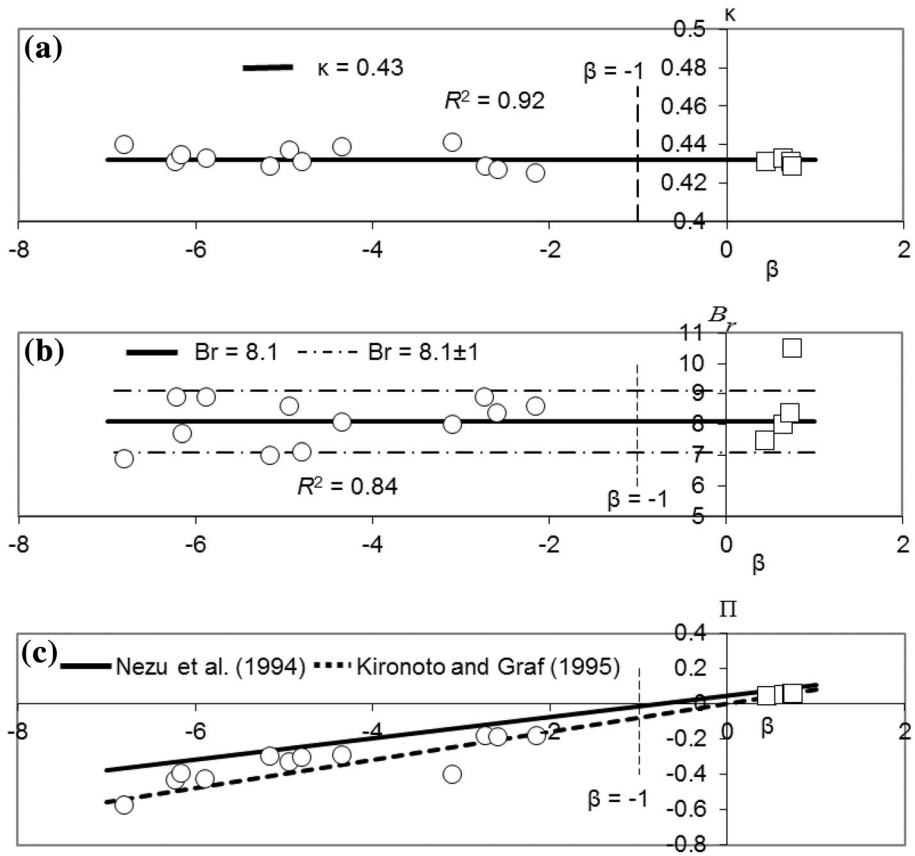 κ
(a)
0.5
κ = 0.43
β = -1
0.48
R² = 0.92
0.46
0.44
0.42
0.4
-8 -6 -4 -2 0 2
β
Br
(b)
11
Br = 8.1 Br = 8.1±1
10
9
8
7
R² = 0.84
6
β = -1
5
-8 -6 -4 -2 0 2
β
Π
(c)
0.4
Nezu et al. (1994) Kironoto and Graf (1995)
0.2
0
-8 -6 -4 -2 0 2
β
-0.2
-0.4
β = -1
-0.6
-0.8